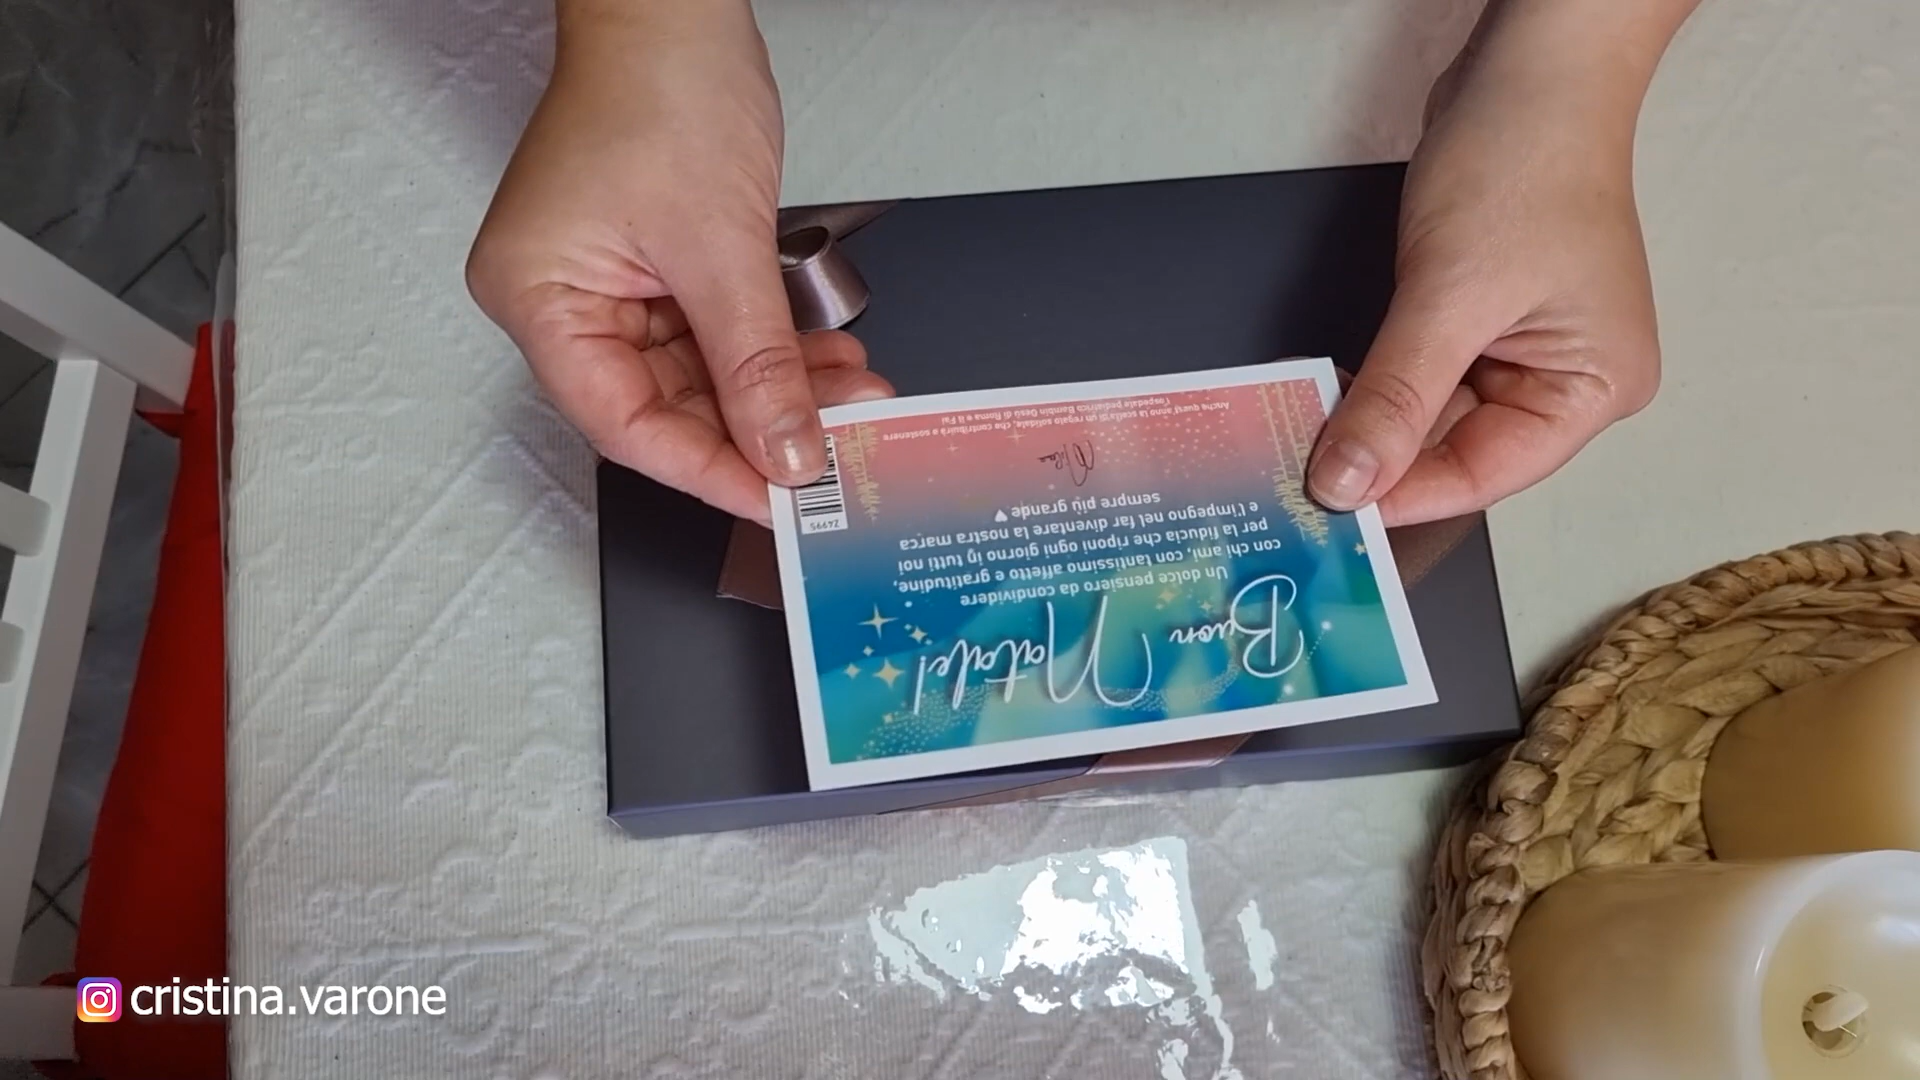 Buon Natale!
Un dolce pensiero da condividere
con chi ami, con tantissimo affetto e gratitudine,
per la fiducia che riponi ogni giorno in tutti noi
e l'impegno nel far diventare la nostra marca
sempre più grande
Anche quest'anno la scelta di un regalo solidale, che contribuirà a sostenere
l'ospedale pediatrico Bambin Gesù di Roma e il Fai
Z4995
cristina.varone